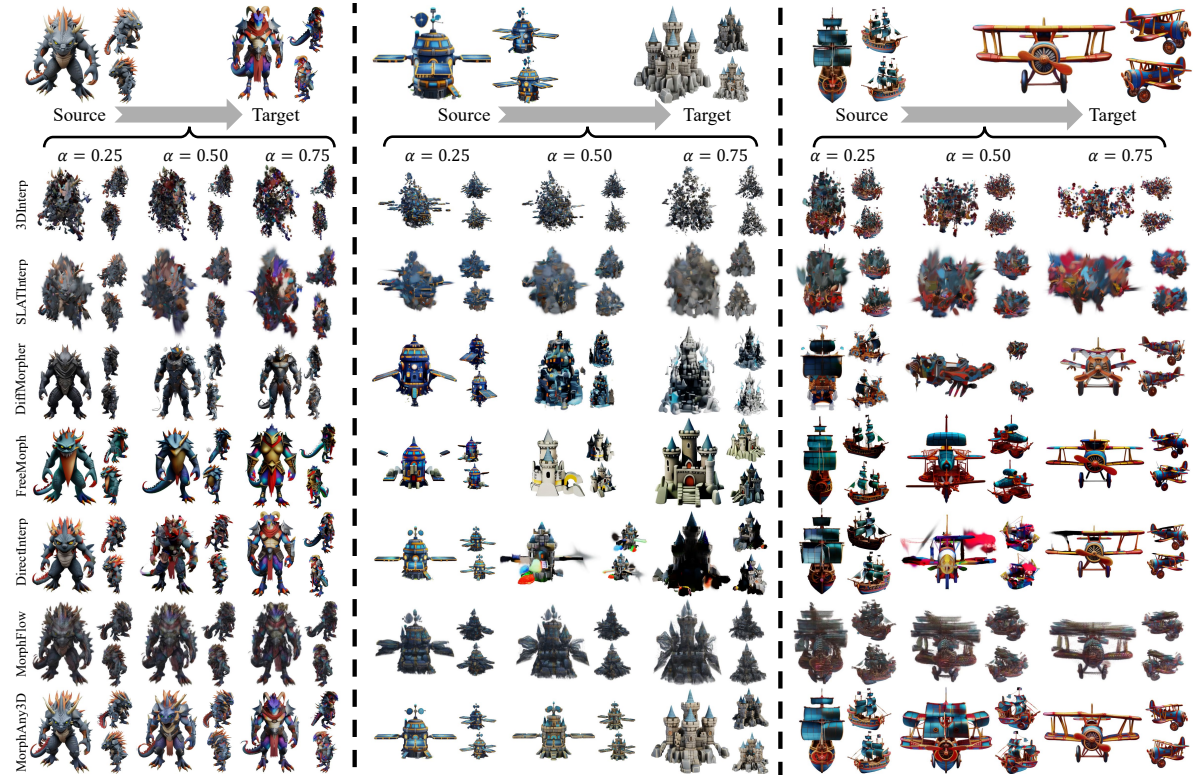 Source
Target
Source
Target
Source
Target
α = 0.25
α = 0.50
α = 0.75
α = 0.25
α = 0.50
α = 0.75
α = 0.25
α = 0.50
α = 0.75
3DInterp
SLATInterp
DiffMorpher
FreeMorph
DirectInterp
MorphFlow
MorphAny3D